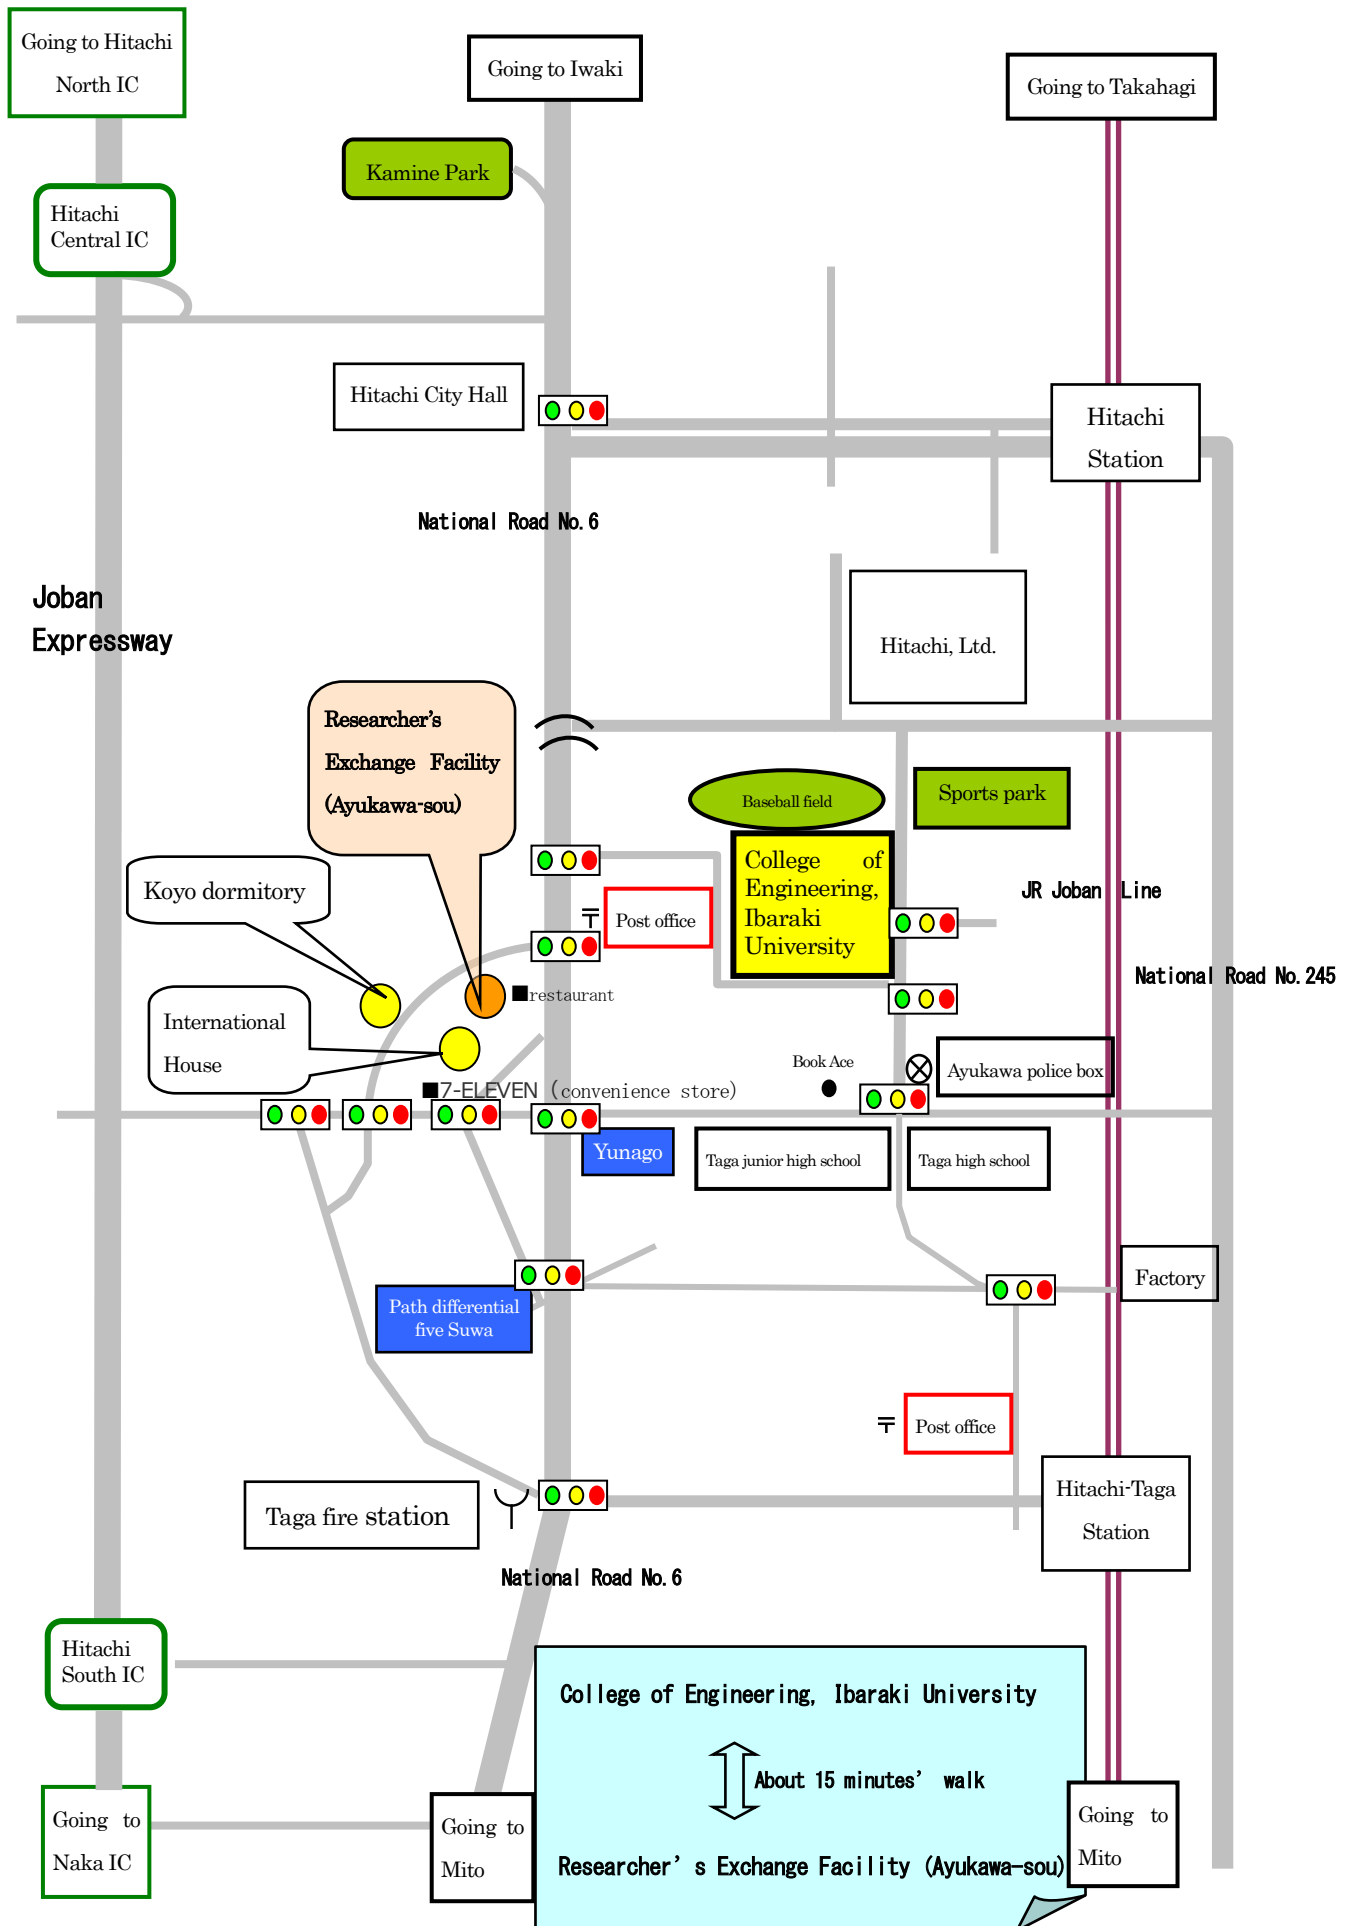 Going to Hitachi
North IC
Going to Iwaki
Going to Takahagi
Kamine Park
Hitachi
Central IC
Hitachi City Hall
Hitachi
Station
National Road No.6
Joban
Expressway
Hitachi, Ltd.
Researcher's
Exchange Facility
(Ayukawa-sou)
Baseball field
Sports park
College of
Engineering,
Ibaraki
University
Koyo dormitory
JR Joban Line
〒
Post office
National Road No.245
■restaurant
International
House
Book Ace
Ayukawa police box
■7-ELEVEN (convenience store)
Yunago
Taga junior high school
Taga high school
Factory
Path differential
five Suwa
〒
Post office
Hitachi-Taga
Station
Taga fire station
National Road No.6
Hitachi
South IC
College of Engineering, Ibaraki University
About 15 minutes' walk
Researcher's Exchange Facility (Ayukawa-sou)
Going to
Naka IC
Going to
Mito
Going to
Mito